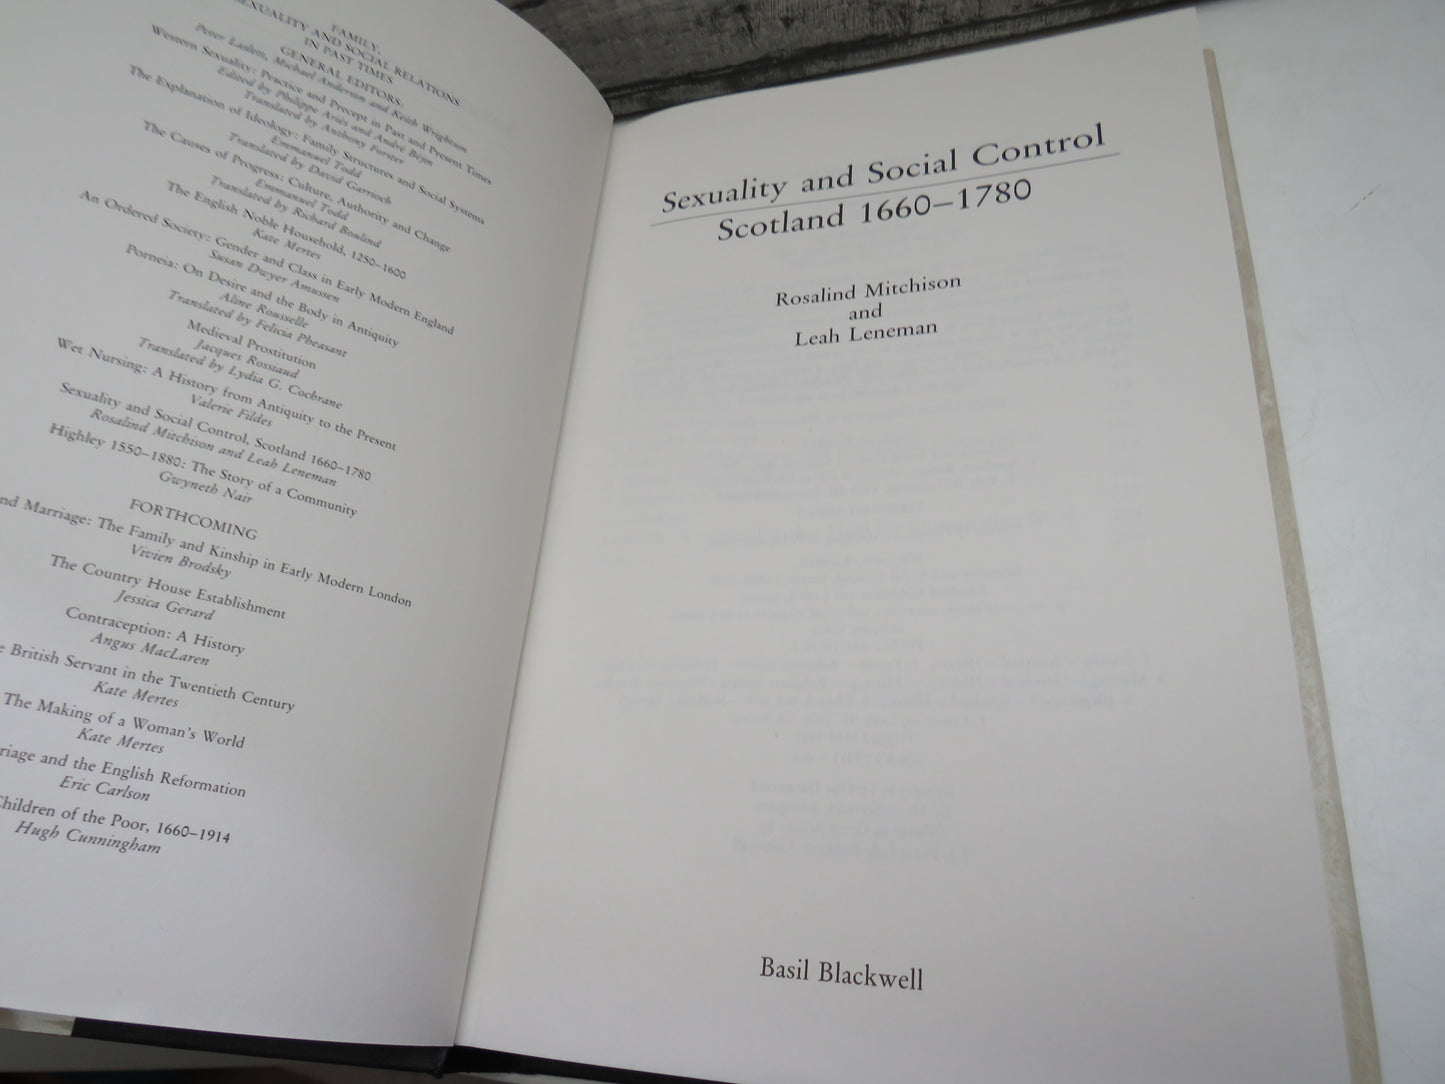 FAMILY,
SEXUALITY AND SOCIAL RELATIONS
IN PAST TIMES
GENERAL EDITORS:
Peter Laslett, Michael Anderson and Keith Wrightson
Western Sexuality: Practice and Precept in Past and Present Times
Edited by Philippe Ariès and André Béjin
Translated by Anthony Forster
The Explanation of Ideology: Family Structures and Social Systems
Emmanuel Todd
Translated by David Garrioch
The Causes of Progress: Culture, Authority and Change
Emmanuel Todd
Translated by Richard Boulind
The English Noble Household, 1250–1600
Kate Mertes
An Ordered Society: Gender and Class in Early Modern England
Susan Dwyer Amussen
Porneia: On Desire and the Body in Antiquity
Aline Rousselle
Translated by Felicia Pheasant
Medieval Prostitution
Jacques Rossiaud
Translated by Lydia G. Cochrane
Wet Nursing: A History from Antiquity to the Present
Valerie Fildes
Sexuality and Social Control, Scotland 1660–1780
Rosalind Mitchison and Leah Leneman
Highley 1550–1880: The Story of a Community
Gwyneth Nair
FORTHCOMING
and Marriage: The Family and Kinship in Early Modern London
Vivien Brodsky
The Country House Establishment
Jessica Gerard
Contraception: A History
Angus MacLaren
British Servant in the Twentieth Century
Kate Mertes
The Making of a Woman's World
Kate Mertes
riage and the English Reformation
Eric Carlson
Children of the Poor, 1660–1914
Hugh Cunningham
Sexuality and Social Control
Scotland 1660–1780
Rosalind Mitchison
and
Leah Leneman
Basil Blackwell